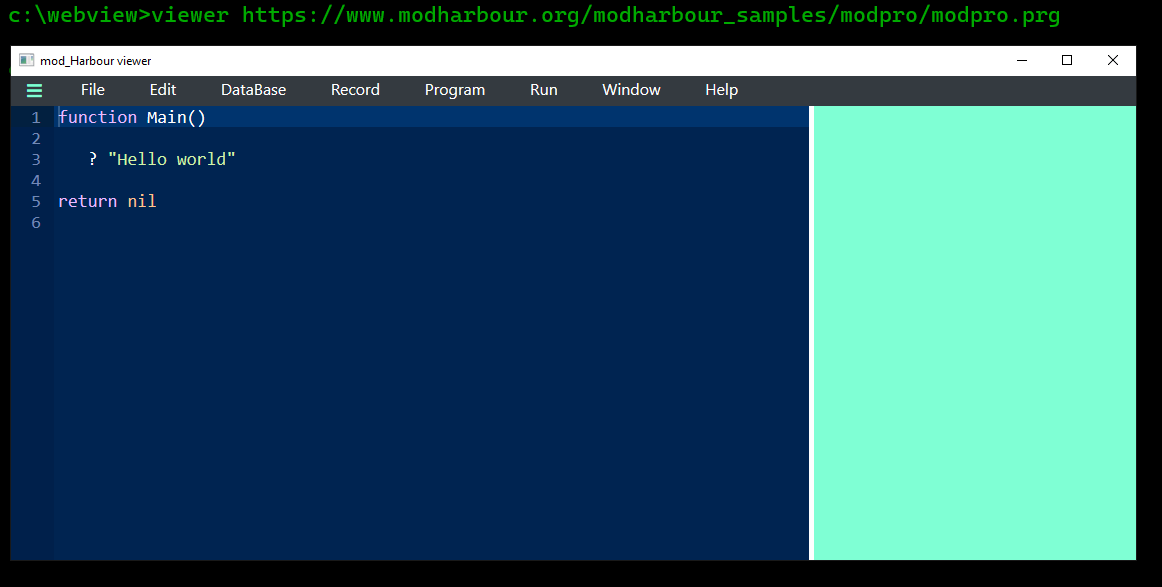 c:\webview>viewer https://www.modharbour.org/modharbour_samples/modpro/modpro.prg
mod_Harbour viewer
File Edit DataBase Record Program Run Window Help
1 function Main()
2
3 ? "Hello world"
4
5 return nil
6